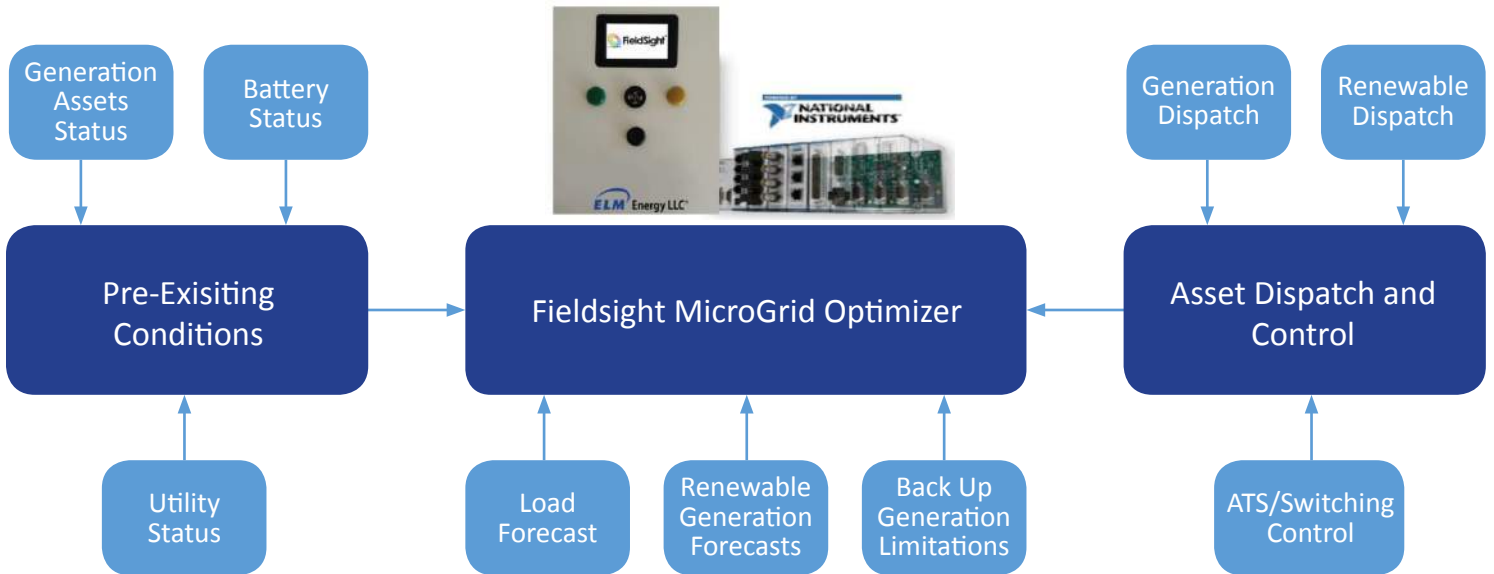 Generation
Assets
Status
Battery
Status
FieldSight
POWERED BY
NATIONAL
INSTRUMENTS
ELM Energy LLC
Generation
Dispatch
Renewable
Dispatch
Pre-Exisiting
Conditions
Fieldsight MicroGrid Optimizer
Asset Dispatch and
Control
Utility
Status
Load
Forecast
Renewable
Generation
Forecasts
Back Up
Generation
Limitations
ATS/Switching
Control